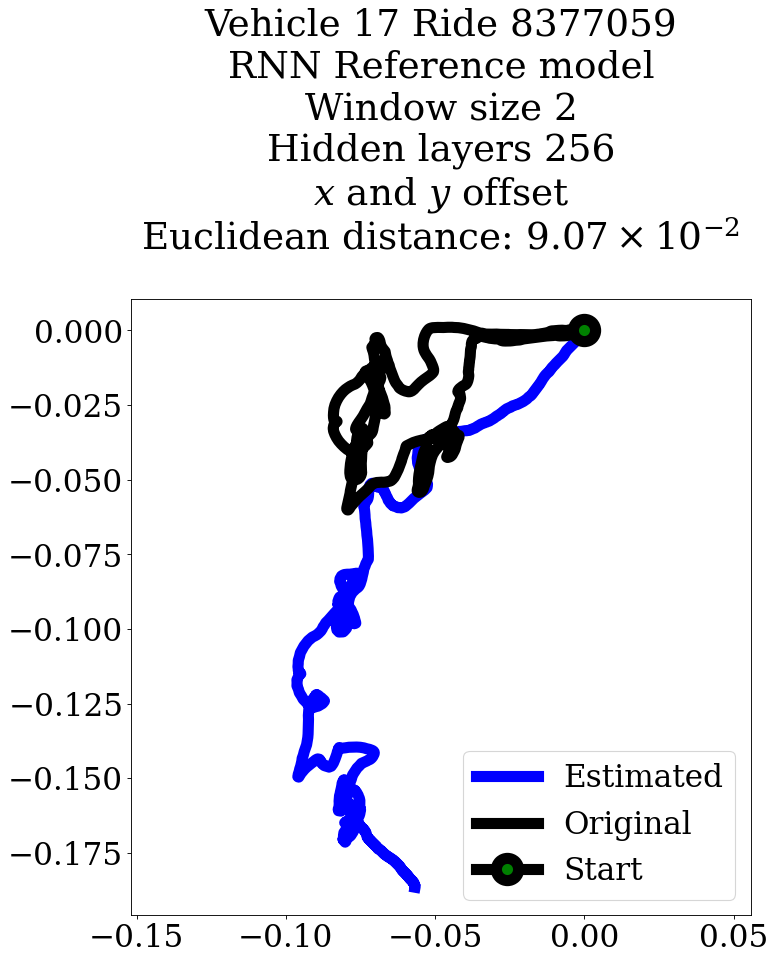 Vehicle 17 Ride 8377059
RNN Reference model
Window size 2
Hidden layers 256
x and y offset
Euclidean distance: 9.07 × 10⁻²
0.000
−0.025
−0.050
−0.075
−0.100
−0.125
−0.150
−0.175
Estimated
Original
Start
−0.15 −0.10 −0.05 0.00 0.05